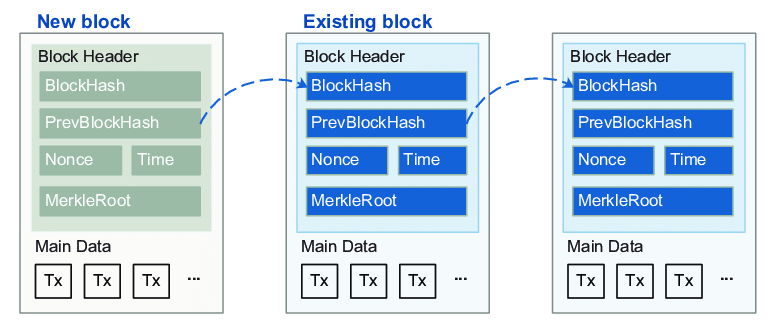 New block
Existing block
Block Header
BlockHash
PrevBlockHash
Nonce
Time
MerkleRoot
Main Data
Tx
Tx
Tx
...
Block Header
BlockHash
PrevBlockHash
Nonce
Time
MerkleRoot
Main Data
Tx
Tx
Tx
...
Block Header
BlockHash
PrevBlockHash
Nonce
Time
MerkleRoot
Main Data
Tx
Tx
Tx
...